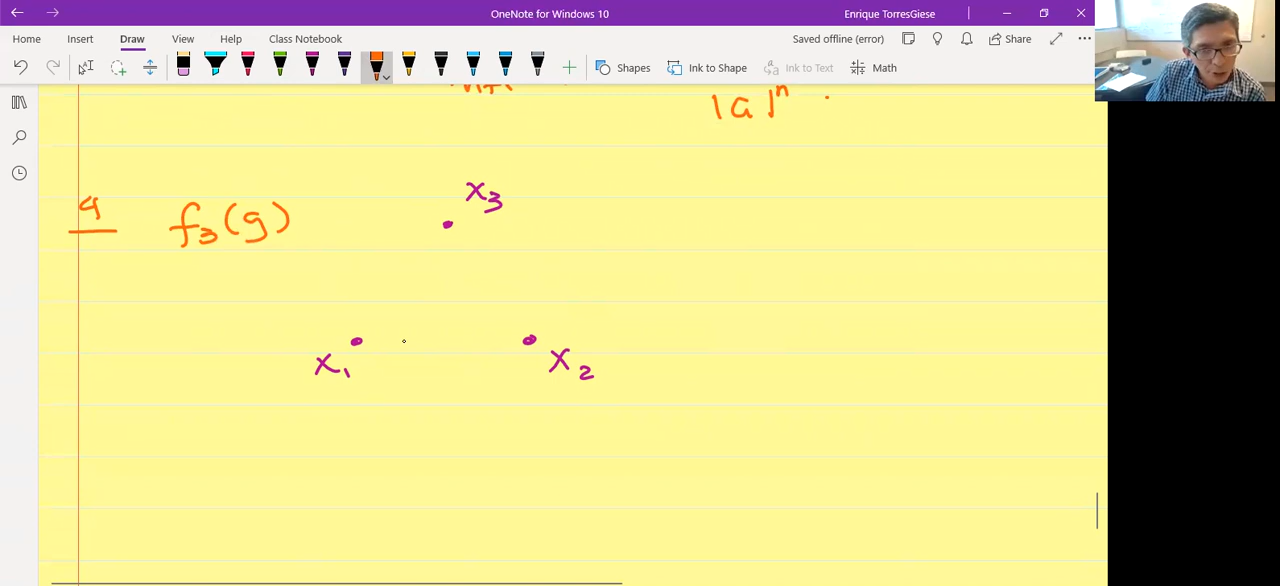 OneNote for Windows 10
Enrique TorresGiese
Home Insert Draw View Help Class Notebook
Saved offline (error) Share
Shapes Ink to Shape Ink to Text Math
|a|ⁿ .
x₃
9 f₃(g)
x₁ x₂